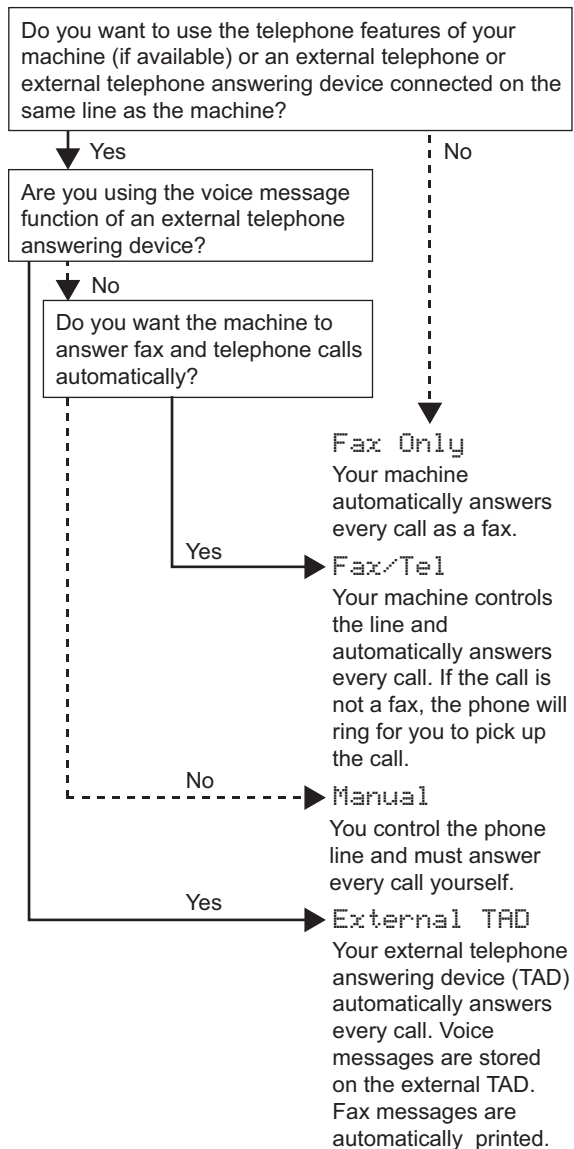 Do you want to use the telephone features of your
machine (if available) or an external telephone or
external telephone answering device connected on the
same line as the machine?
Yes
No
Are you using the voice message
function of an external telephone
answering device?
No
Do you want the machine to
answer fax and telephone calls
automatically?
Fax Only
Your machine
automatically answers
every call as a fax.
Yes
Fax/Tel
Your machine controls
the line and
automatically answers
every call. If the call is
not a fax, the phone will
ring for you to pick up
the call.
No
Manual
You control the phone
line and must answer
every call yourself.
Yes
External TAD
Your external telephone
answering device (TAD)
automatically answers
every call. Voice
messages are stored
on the external TAD.
Fax messages are
automatically printed.